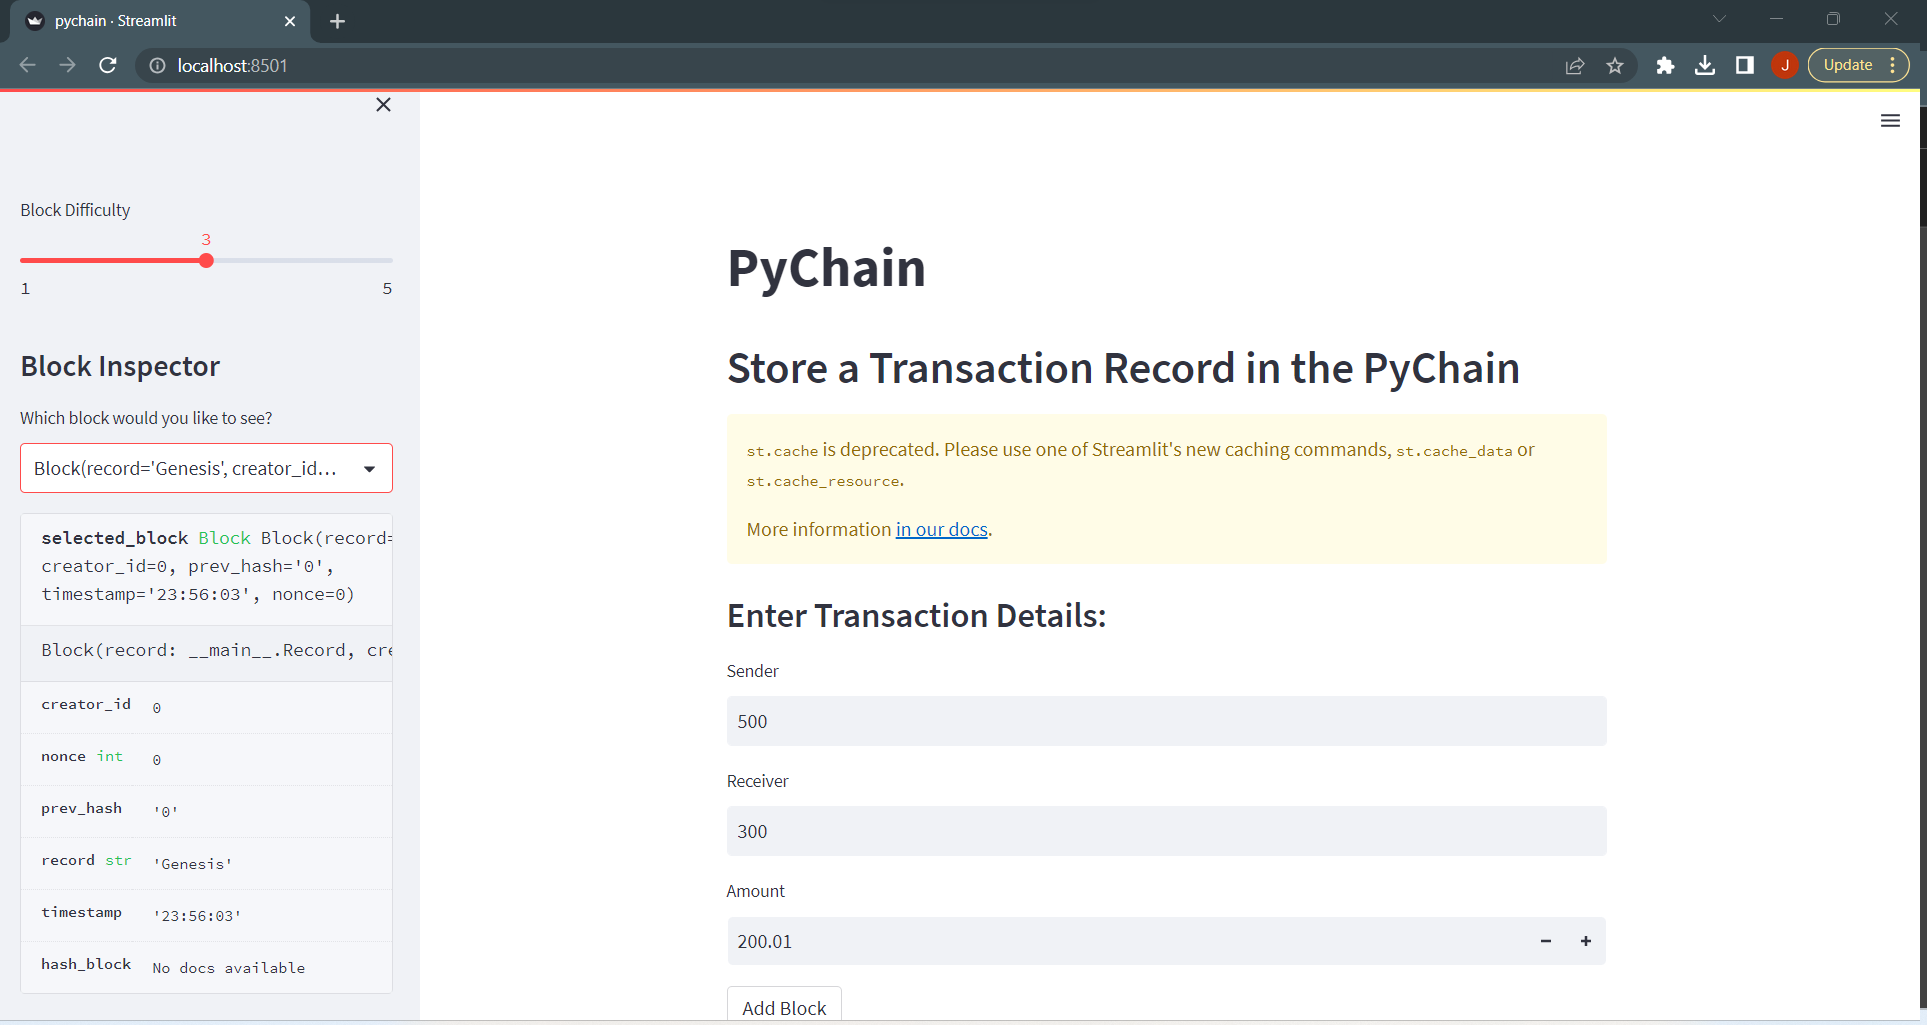 pychain · Streamlit
localhost:8501
J
Update
Block Difficulty
3
1
5
Block Inspector
Which block would you like to see?
Block(record='Genesis', creator_id...
selected_block Block Block(record=
creator_id=0, prev_hash='0',
timestamp='23:56:03', nonce=0)
Block(record: __main__.Record, cre
creator_id 0
nonce int 0
prev_hash '0'
record str 'Genesis'
timestamp '23:56:03'
hash_block No docs available
PyChain
Store a Transaction Record in the PyChain
st.cache is deprecated. Please use one of Streamlit's new caching commands, st.cache_data or
st.cache_resource.
More information in our docs.
Enter Transaction Details:
Sender
500
Receiver
300
Amount
200.01
Add Block